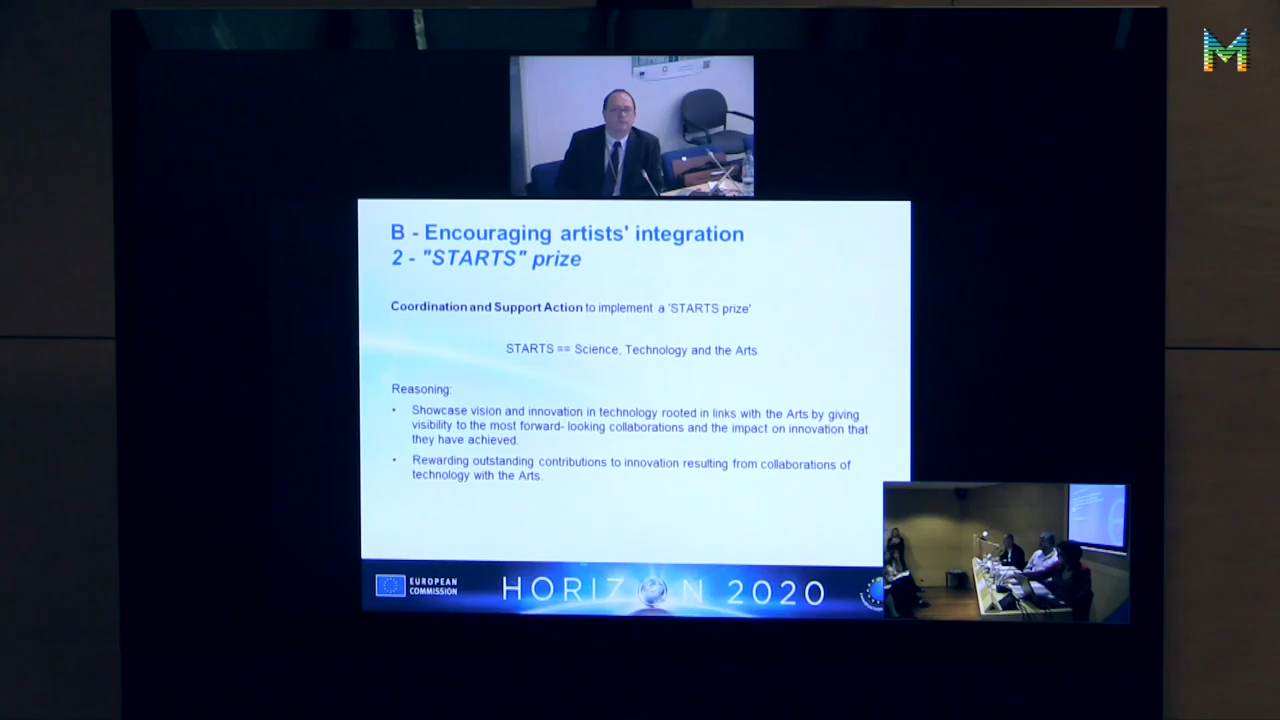 B - Encouraging artists' integration
2 - "STARTS" prize
Coordination and Support Action to implement a 'STARTS prize'
STARTS == Science, Technology and the Arts
Reasoning:
• Showcase vision and innovation in technology rooted in links with the Arts by giving
visibility to the most forward- looking collaborations and the impact on innovation that
they have achieved.
• Rewarding outstanding contributions to innovation resulting from collaborations of
technology with the Arts.
EUROPEAN
COMMISSION
HORIZON 2020
M